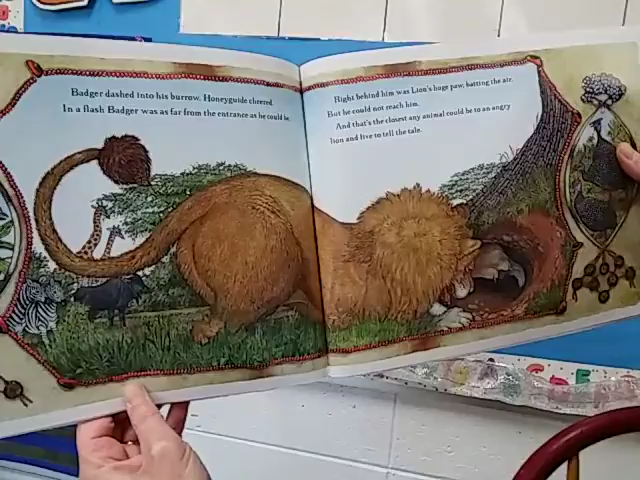 Badger dashed into his burrow. Honeyguide cheered.
In a flash Badger was as far from the entrance as he could be.
Right behind him was Lion's huge paw, batting the air.
But he could not reach him.
And that's the closest any animal could be to an angry
lion and live to tell the tale.